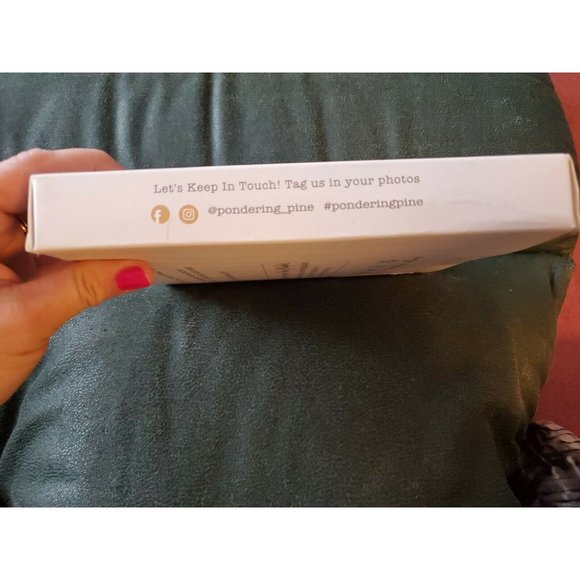 Let's Keep In Touch! Tag us in your photos
@pondering_pine #ponderingpine